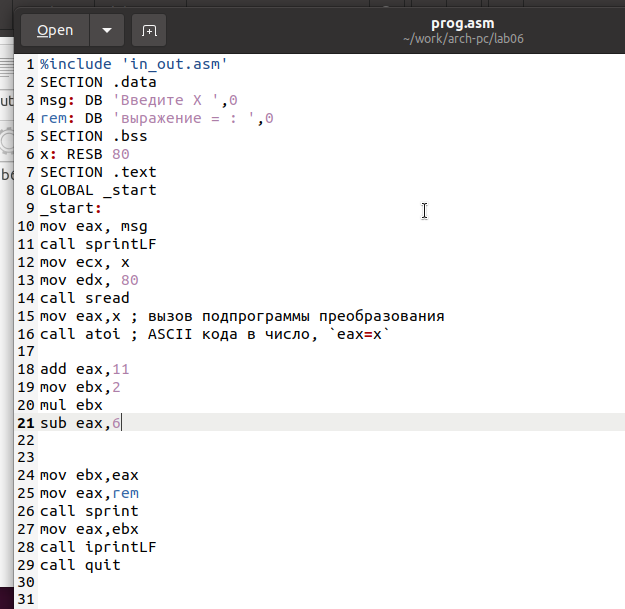 Open
prog.asm
~/work/arch-pc/lab06
1 %include 'in_out.asm'
2 SECTION .data
3 msg: DB 'Введите X ',0
4 rem: DB 'выражение = : ',0
5 SECTION .bss
6 x: RESB 80
7 SECTION .text
8 GLOBAL _start
9 _start:
10 mov eax, msg
11 call sprintLF
12 mov ecx, x
13 mov edx, 80
14 call sread
15 mov eax,x ; вызов подпрограммы преобразования
16 call atoi ; ASCII кода в число, `eax=x`
17
18 add eax,11
19 mov ebx,2
20 mul ebx
21 sub eax,6
22
23
24 mov ebx,eax
25 mov eax,rem
26 call sprint
27 mov eax,ebx
28 call iprintLF
29 call quit
30
31